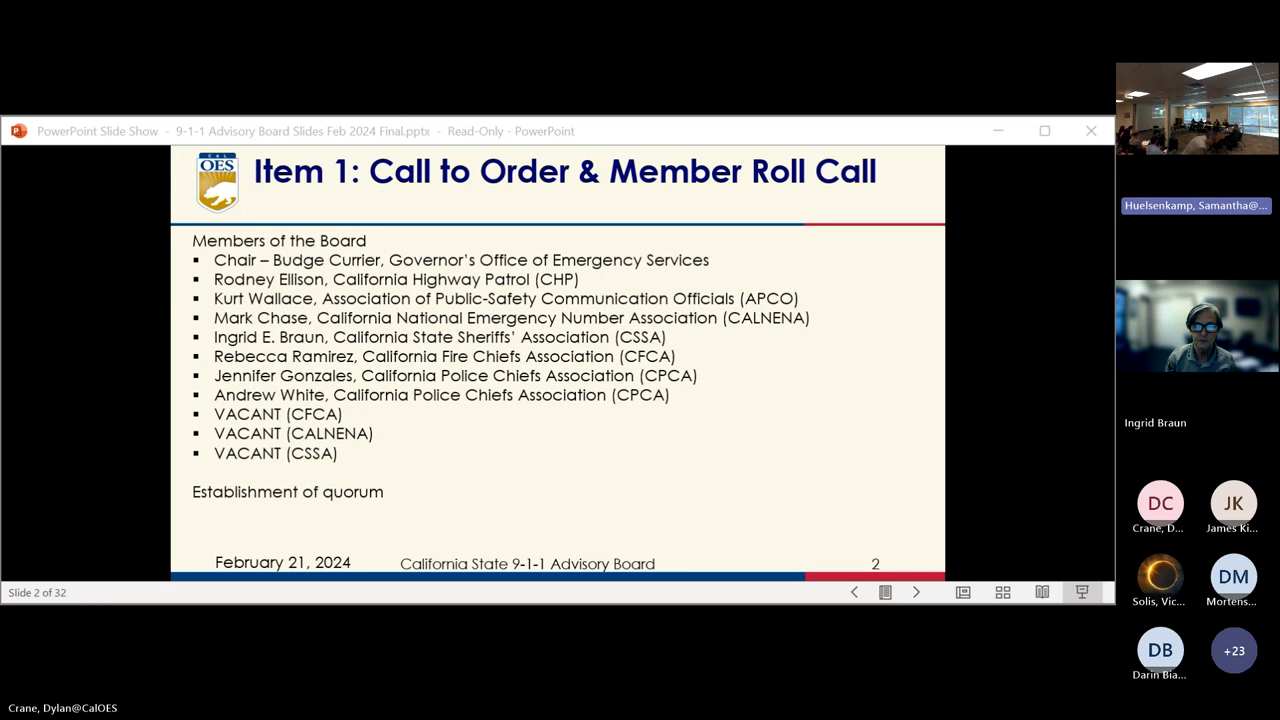 PowerPoint Slide Show - 9-1-1 Advisory Board Slides Feb 2024 Final.pptx - Read-Only - PowerPoint
CAL
OES
Item 1: Call to Order & Member Roll Call
Members of the Board
▪ Chair – Budge Currier, Governor's Office of Emergency Services
▪ Rodney Ellison, California Highway Patrol (CHP)
▪ Kurt Wallace, Association of Public-Safety Communication Officials (APCO)
▪ Mark Chase, California National Emergency Number Association (CALNENA)
▪ Ingrid E. Braun, California State Sheriffs' Association (CSSA)
▪ Rebecca Ramirez, California Fire Chiefs Association (CFCA)
▪ Jennifer Gonzales, California Police Chiefs Association (CPCA)
▪ Andrew White, California Police Chiefs Association (CPCA)
▪ VACANT (CFCA)
▪ VACANT (CALNENA)
▪ VACANT (CSSA)
Establishment of quorum
February 21, 2024 California State 9-1-1 Advisory Board 2
Slide 2 of 32
Huelsenkamp, Samantha@...
Ingrid Braun
DC JK
Crane, D... James Ki...
DM
Solis, Vic... Mortens...
DB +23
Darin Bia...
Crane, Dylan@CalOES